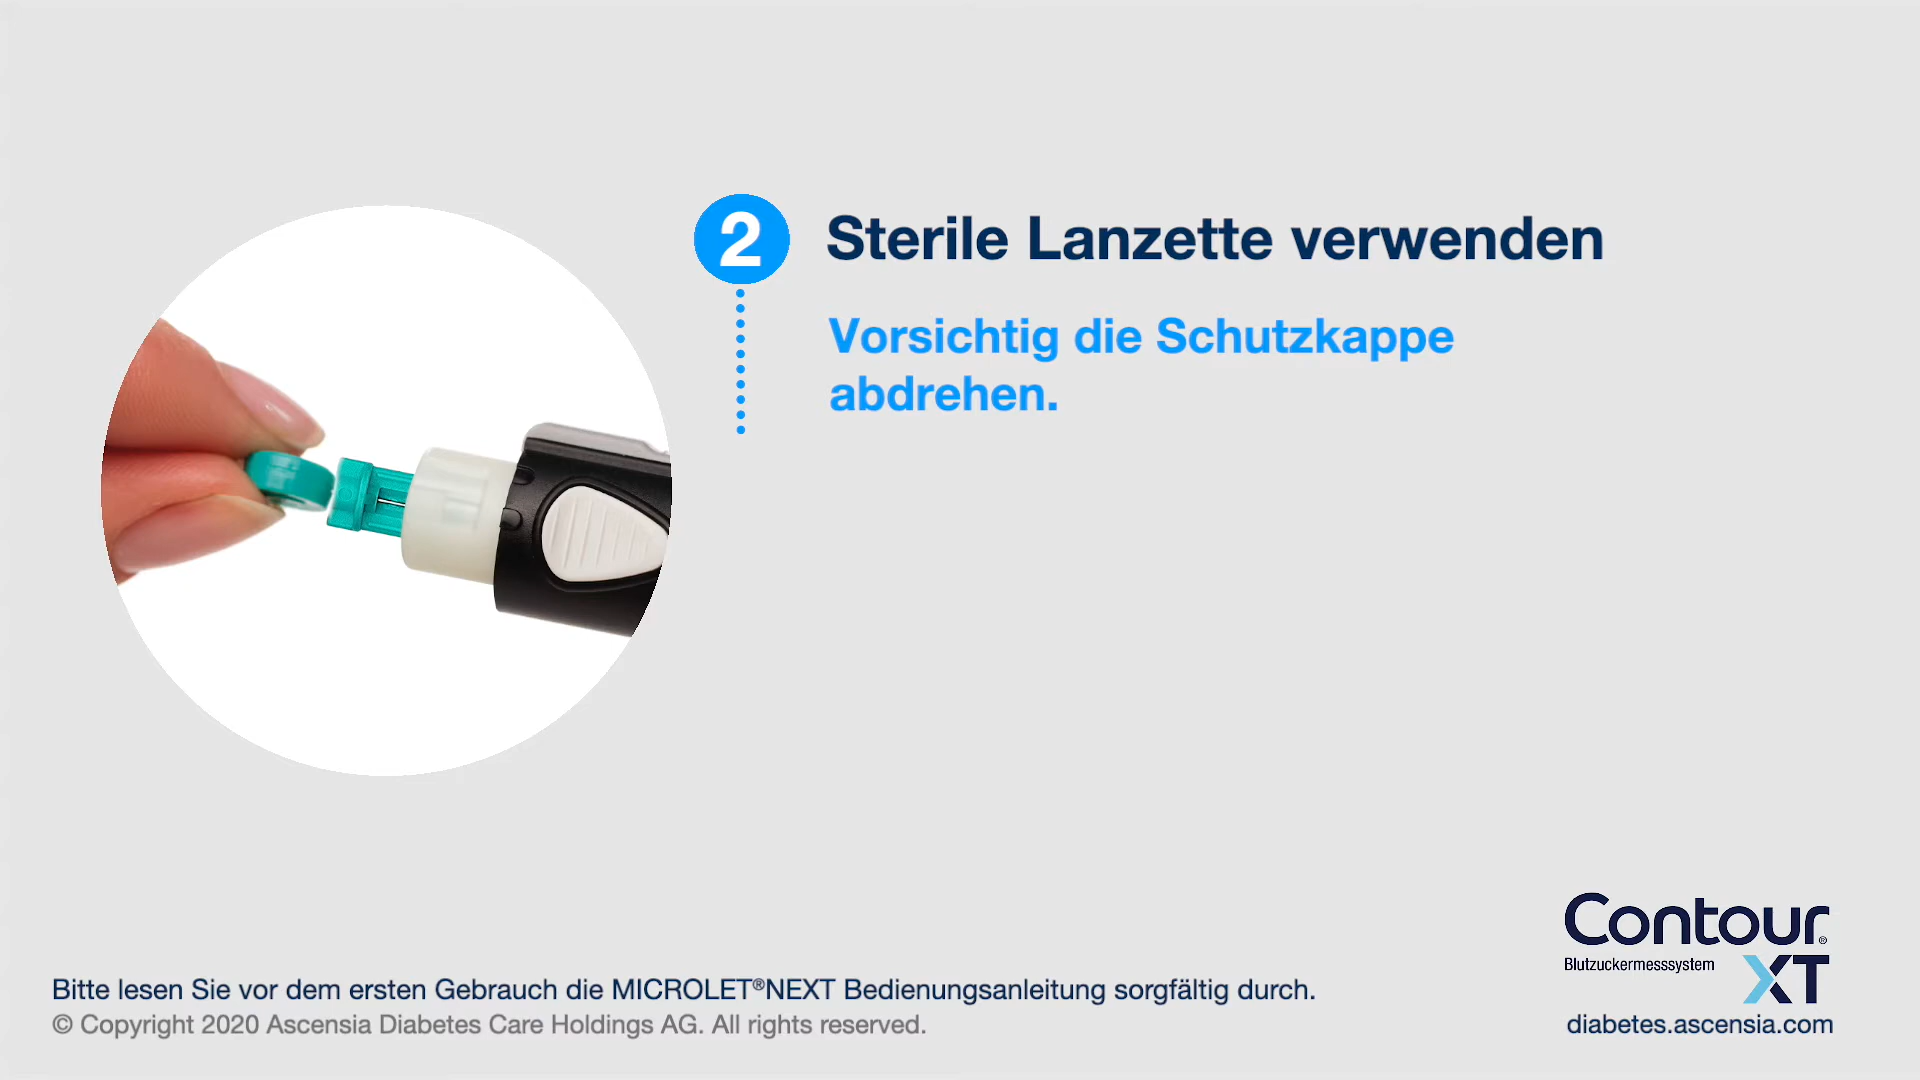 2 Sterile Lanzette verwenden
Vorsichtig die Schutzkappe
abdrehen.
Contour®
Blutzuckermesssystem XT
Bitte lesen Sie vor dem ersten Gebrauch die MICROLET®NEXT Bedienungsanleitung sorgfältig durch.
© Copyright 2020 Ascensia Diabetes Care Holdings AG. All rights reserved.
diabetes.ascensia.com